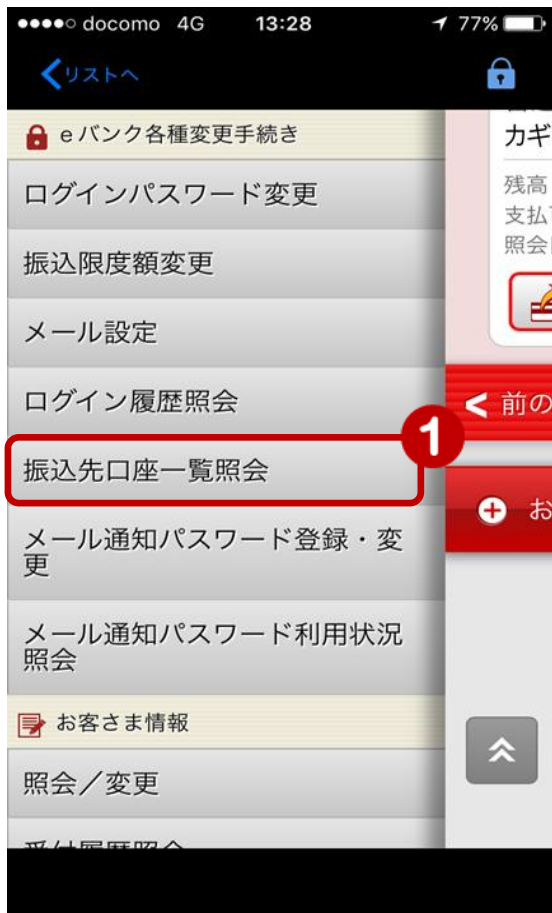 docomo 4G 13:28 77%
リストへ
eバンク各種変更手続き
ログインパスワード変更
振込限度額変更
メール設定
ログイン履歴照会
1
振込先口座一覧照会
メール通知パスワード登録・変
更
メール通知パスワード利用状況
照会
お客さま情報
照会／変更
カギ
残高
支払
照会
前の
お